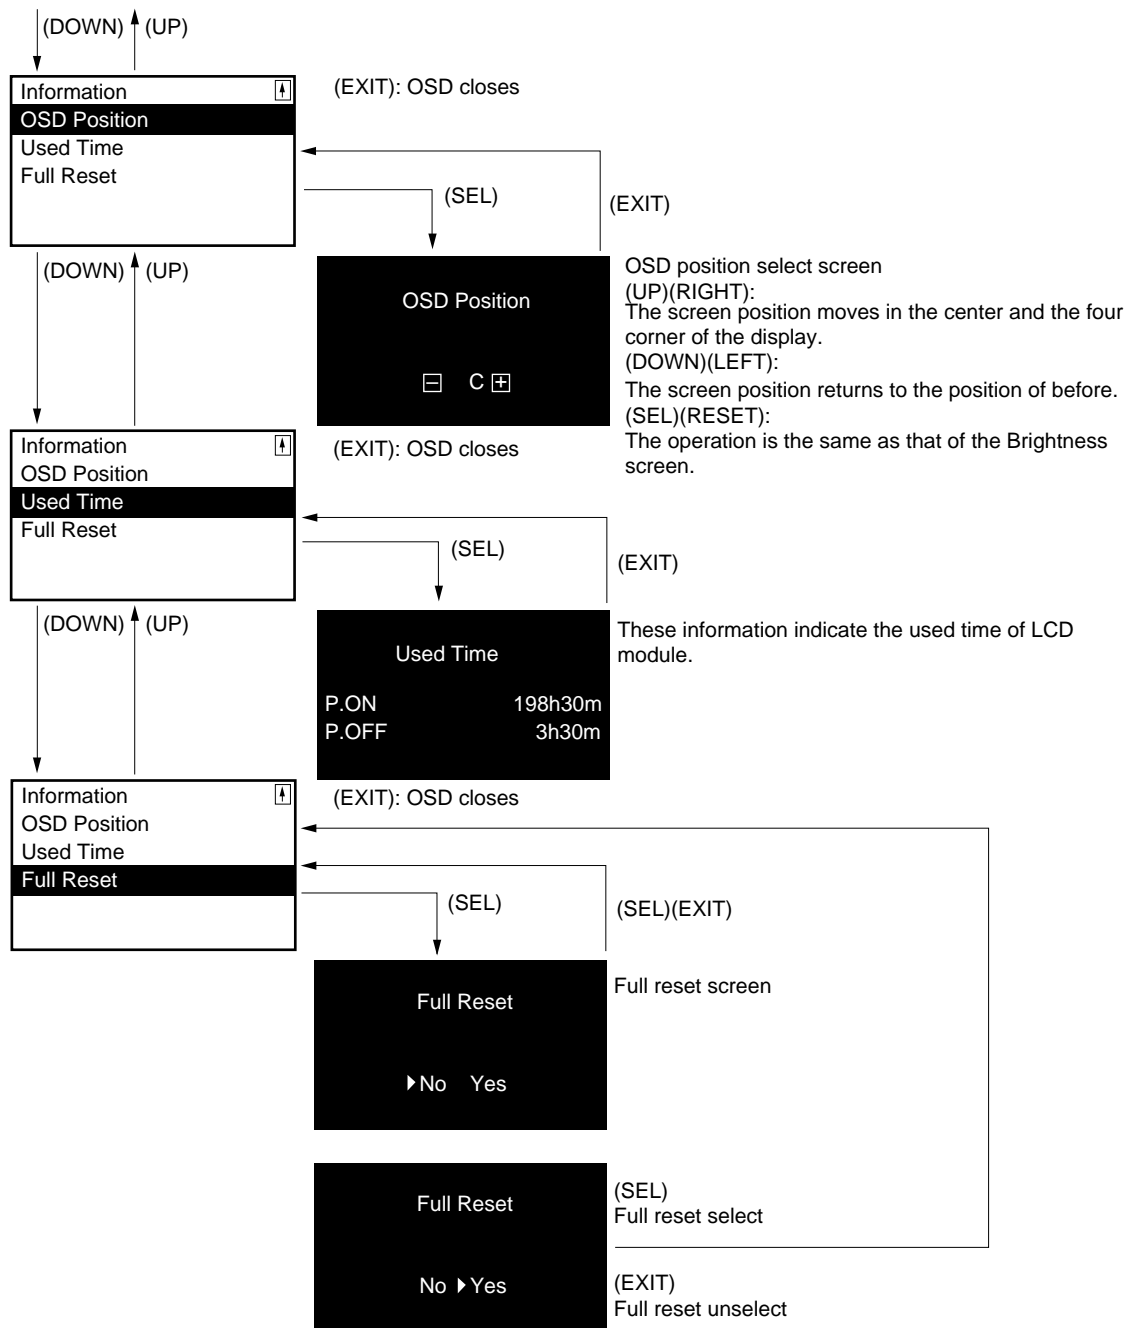 (DOWN) (UP)
Information
OSD Position
Used Time
Full Reset
(EXIT): OSD closes
(SEL)
(EXIT)
(DOWN) (UP)
OSD Position
C
OSD position select screen
(UP)(RIGHT):
The screen position moves in the center and the four
corner of the display.
(DOWN)(LEFT):
The screen position returns to the position of before.
(SEL)(RESET):
The operation is the same as that of the Brightness
screen.
Information
OSD Position
Used Time
Full Reset
(EXIT): OSD closes
(SEL)
(EXIT)
(DOWN) (UP)
Used Time
P.ON 198h30m
P.OFF 3h30m
These information indicate the used time of LCD
module.
Information
OSD Position
Used Time
Full Reset
(EXIT): OSD closes
(SEL)
(SEL)(EXIT)
Full Reset
No Yes
Full reset screen
Full Reset
No Yes
(SEL)
Full reset select
(EXIT)
Full reset unselect